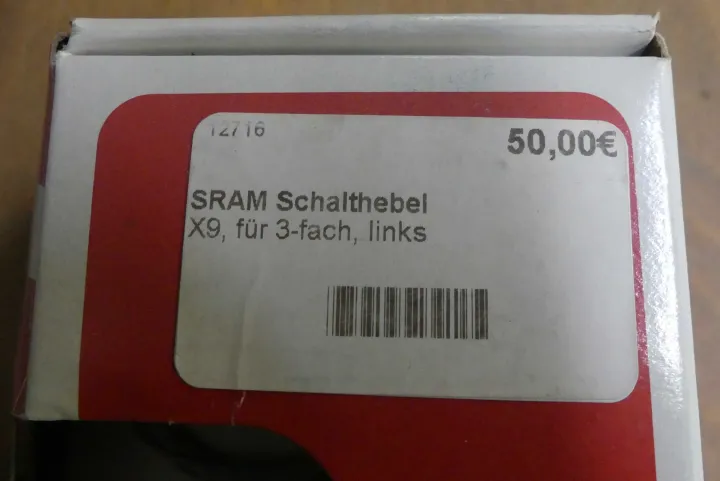 12716
50,00€
SRAM Schalthebel
X9, für 3-fach, links